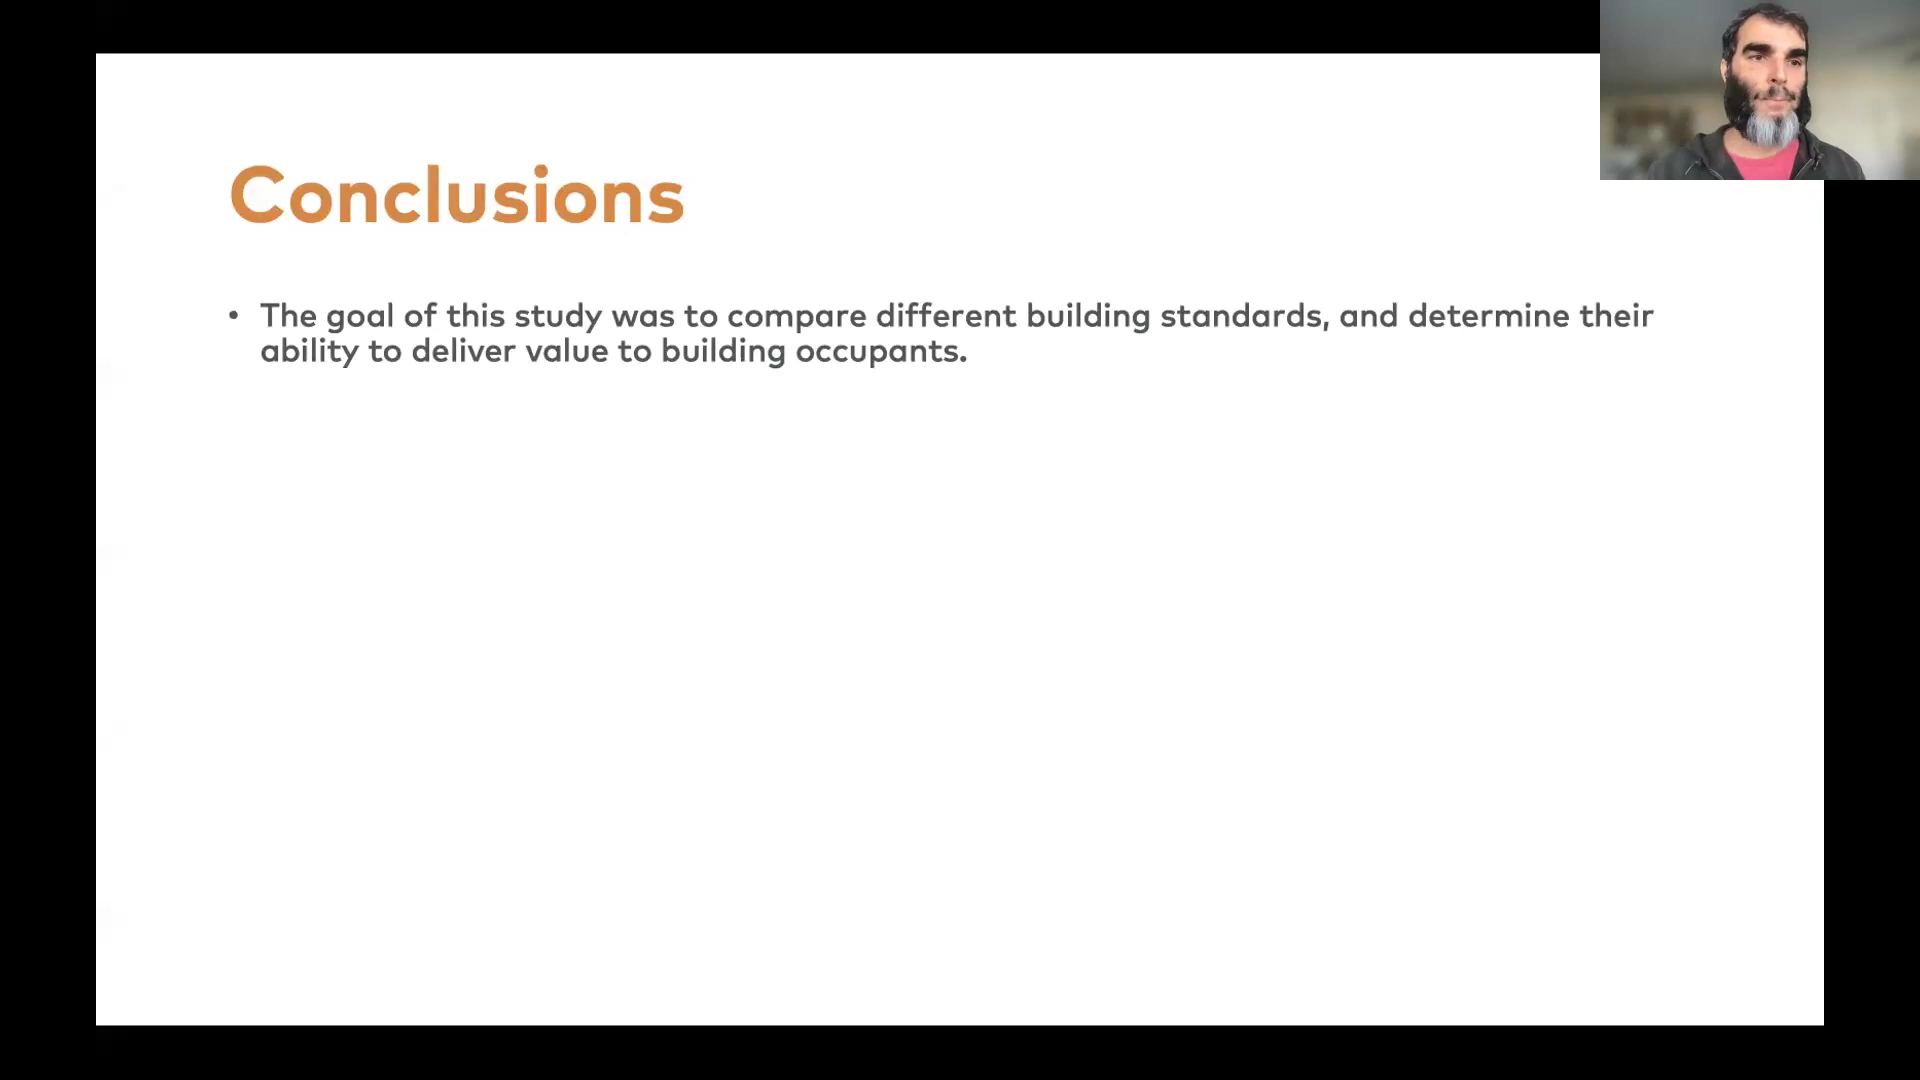 Conclusions
• The goal of this study was to compare different building standards, and determine their
ability to deliver value to building occupants.